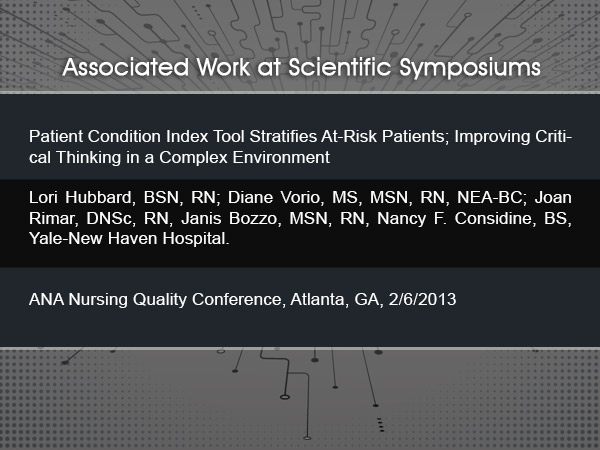 Associated Work at Scientific Symposiums
Patient Condition Index Tool Stratifies At-Risk Patients; Improving Criti-
cal Thinking in a Complex Environment
Lori Hubbard, BSN, RN; Diane Vorio, MS, MSN, RN, NEA-BC; Joan
Rimar, DNSc, RN, Janis Bozzo, MSN, RN, Nancy F. Considine, BS,
Yale-New Haven Hospital.
ANA Nursing Quality Conference, Atlanta, GA, 2/6/2013